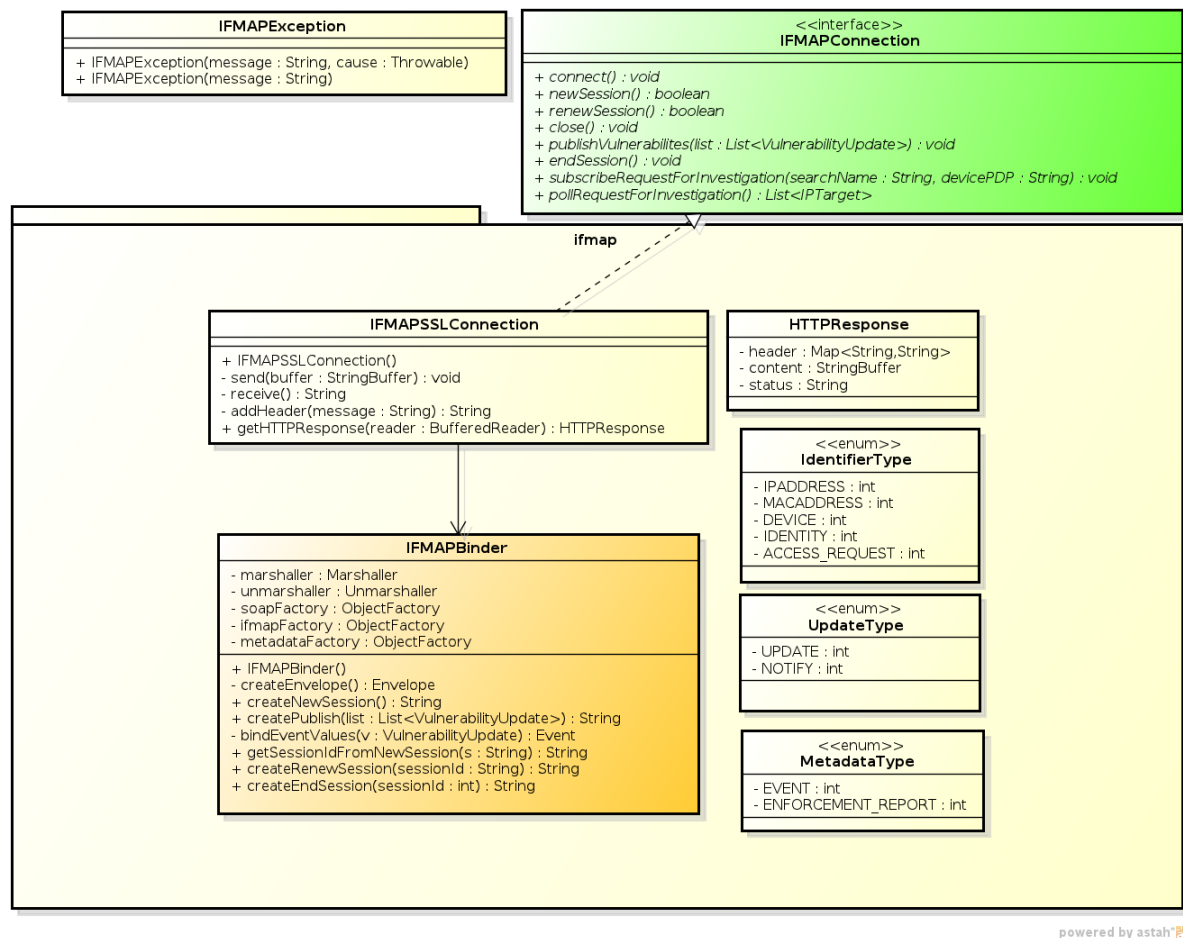 IFMAPException
+ IFMAPException(message : String, cause : Throwable)
+ IFMAPException(message : String)
<<interface>>
IFMAPConnection
+ connect() : void
+ newSession() : boolean
+ renewSession() : boolean
+ close() : void
+ publishVulnerabilites(list : List<VulnerabilityUpdate>) : void
+ endSession() : void
+ subscribeRequestForInvestigation(searchName : String, devicePDP : String) : void
+ pollRequestForInvestigation() : List<IPTarget>
ifmap
IFMAPSSLConnection
+ IFMAPSSLConnection()
- send(buffer : StringBuffer) : void
- receive() : String
- addHeader(message : String) : String
+ getHTTPResponse(reader : BufferedReader) : HTTPResponse
HTTPResponse
- header : Map<String,String>
- content : StringBuffer
- status : String
<<enum>>
IdentifierType
- IPADDRESS : int
- MACADDRESS : int
- DEVICE : int
- IDENTITY : int
- ACCESS_REQUEST : int
IFMAPBinder
- marshaller : Marshaller
- unmarshaller : Unmarshaller
- soapFactory : ObjectFactory
- ifmapFactory : ObjectFactory
- metadataFactory : ObjectFactory
+ IFMAPBinder()
- createEnvelope() : Envelope
+ createNewSession() : String
+ createPublish(list : List<VulnerabilityUpdate>) : String
- bindEventValues(v : VulnerabilityUpdate) : Event
+ getSessionIdFromNewSession(s : String) : String
+ createRenewSession(sessionId : String) : String
+ createEndSession(sessionId : int) : String
<<enum>>
UpdateType
- UPDATE : int
- NOTIFY : int
<<enum>>
MetadataType
- EVENT : int
- ENFORCEMENT_REPORT : int
powered by astah*